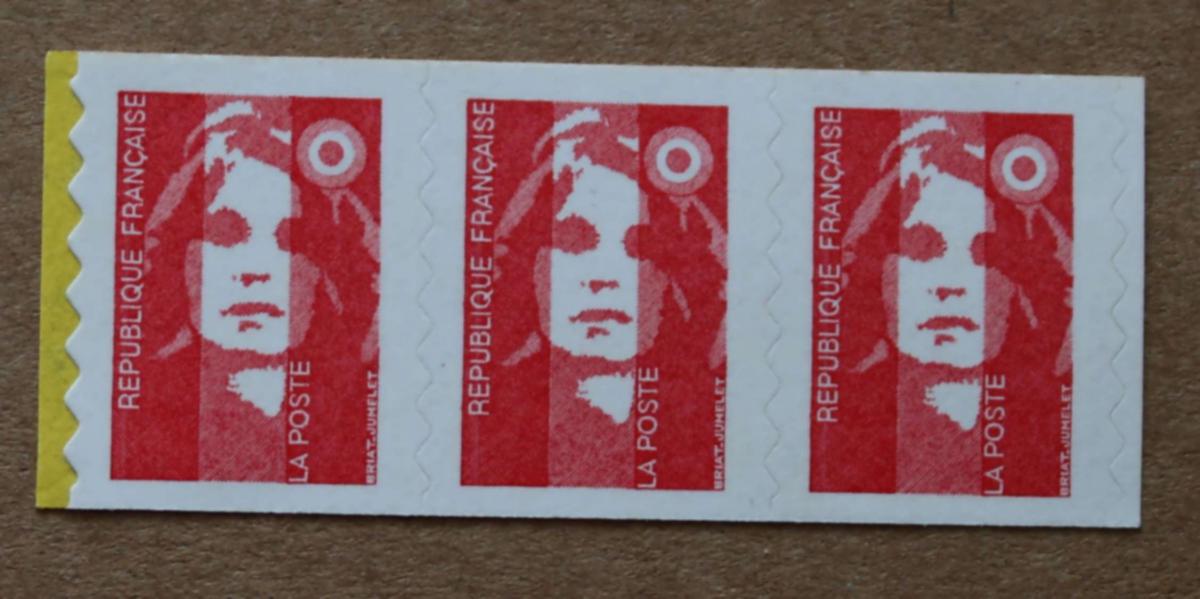 REPUBLIQUE FRANÇAISE
LA POSTE
BRIAT.JUMELET
REPUBLIQUE FRANÇAISE
LA POSTE
BRIAT.JUMELET
REPUBLIQUE FRANÇAISE
LA POSTE
BRIAT.JUMELET